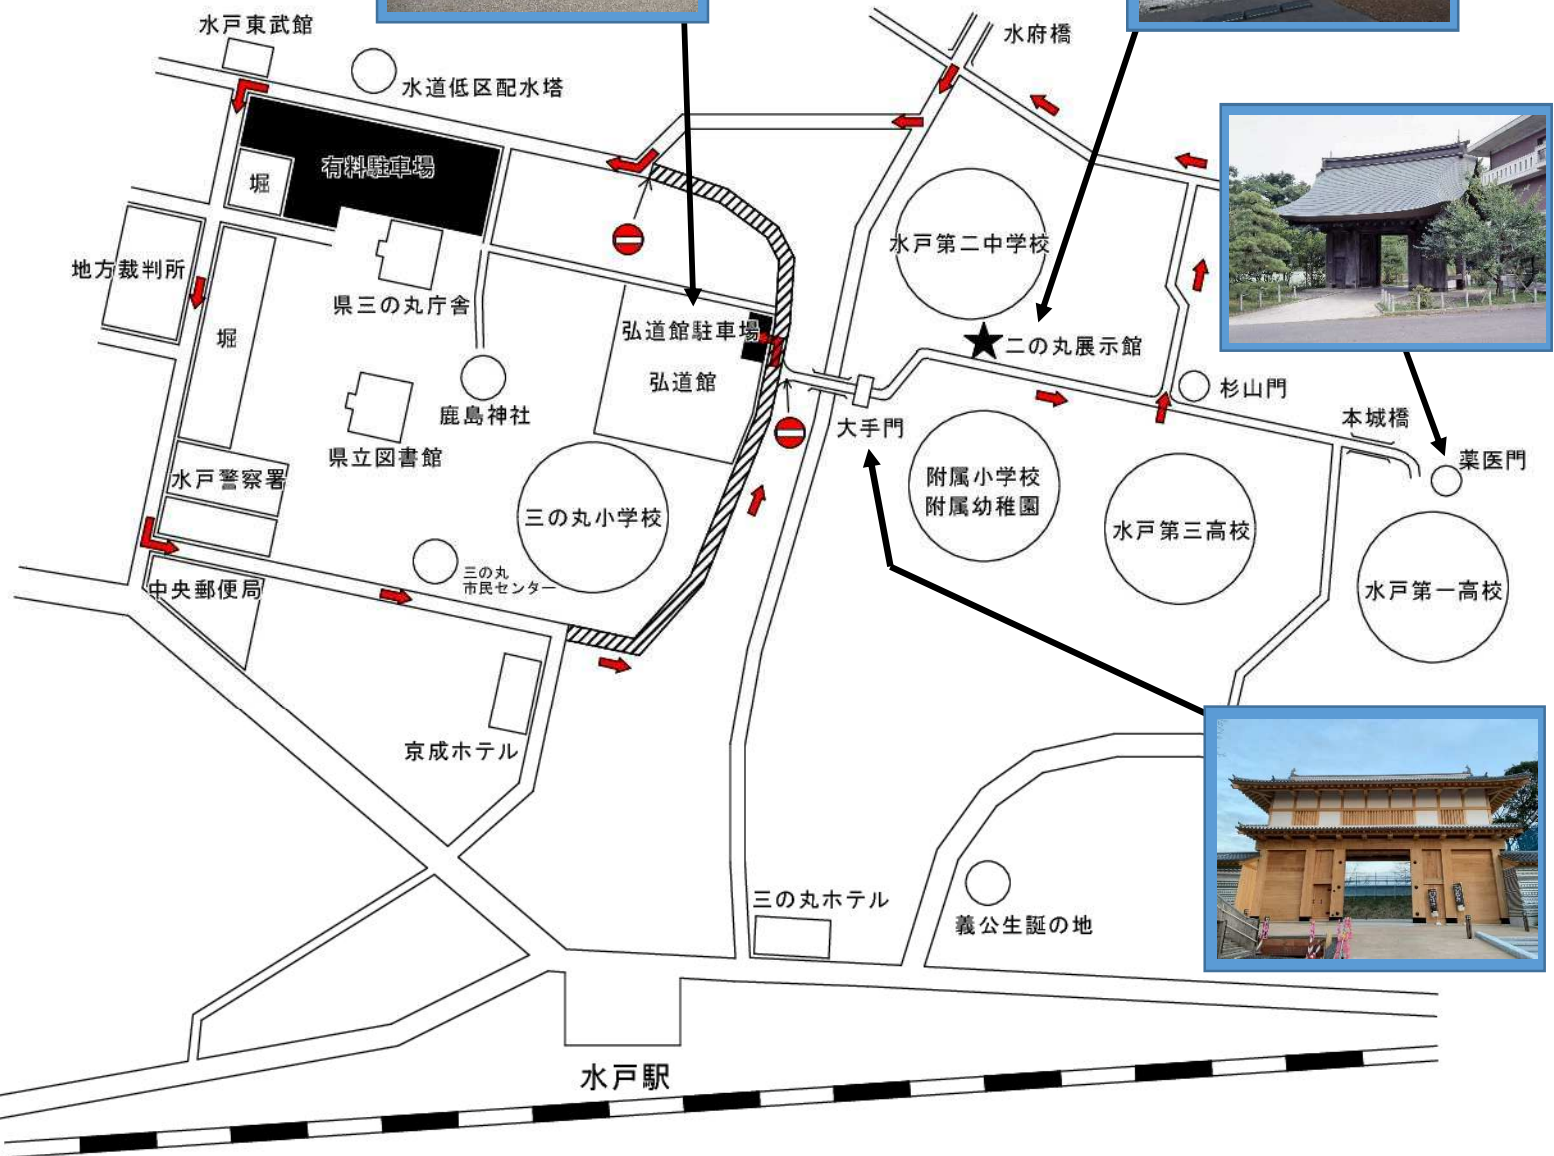 水戸東武館
水府橋
水道低区配水塔
有料駐車場
堀
水戸第二中学校
地方裁判所
県三の丸庁舎
堀
弘道館駐車場
二の丸展示館
弘道館
杉山門
鹿島神社
大手門
本城橋
県立図書館
薬医門
水戸警察署
附属小学校
附属幼稚園
三の丸小学校
水戸第三高校
三の丸
市民センター
中央郵便局
水戸第一高校
京成ホテル
三の丸ホテル
義公生誕の地
水戸駅